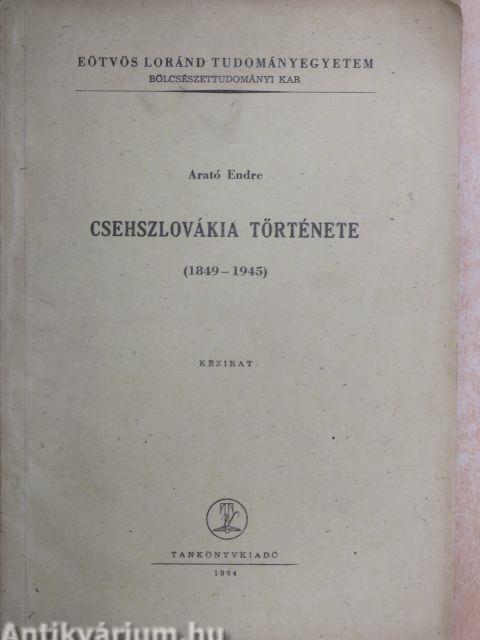 EÖTVÖS LORÁND TUDOMÁNYEGYETEM
BÖLCSÉSZETTUDOMÁNYI KAR
Arató Endre
CSEHSZLOVÁKIA TÖRTÉNETE
(1849–1945)
KÉZIRAT
TANKÖNYVKIADÓ
1964
Antikvárium.hu